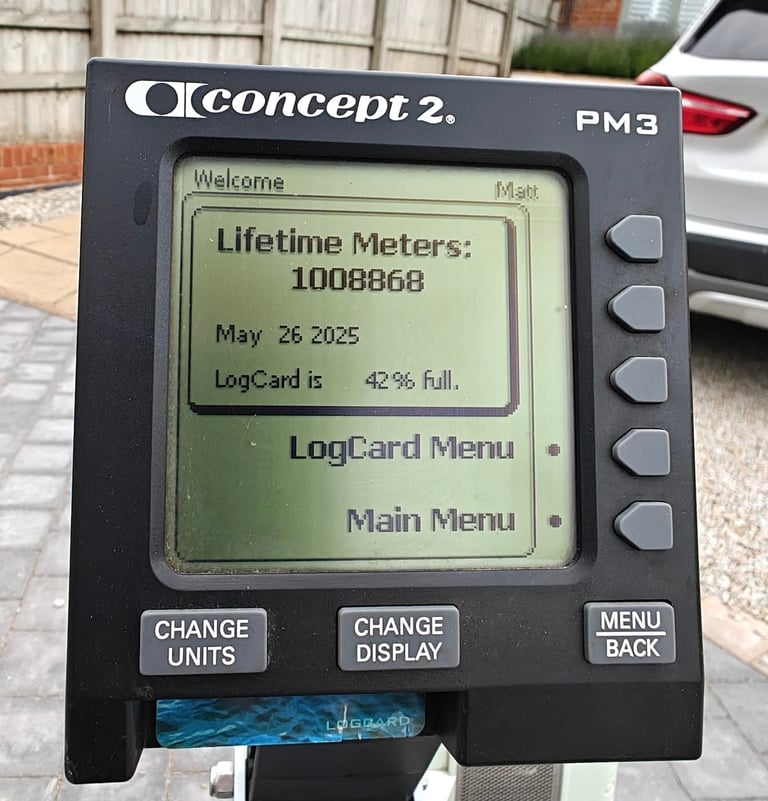 concept 2®
PM3
Welcome Matt
Lifetime Meters:
1008868
May 26 2025
LogCard is 42% full.
LogCard Menu
Main Menu
CHANGE
UNITS
CHANGE
DISPLAY
MENU
BACK
LOGCARD